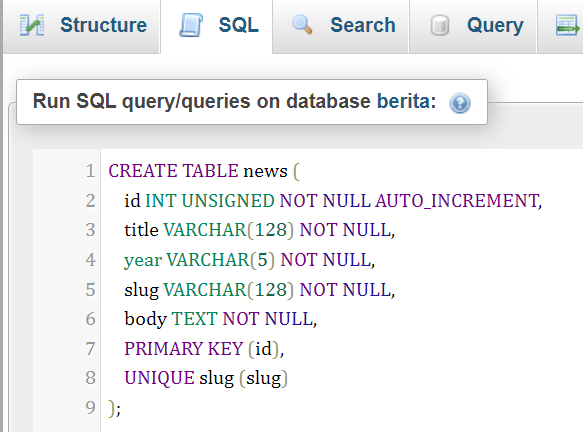 Structure SQL Search Query
Run SQL query/queries on database berita:
1 CREATE TABLE news (
2 id INT UNSIGNED NOT NULL AUTO_INCREMENT,
3 title VARCHAR(128) NOT NULL,
4 year VARCHAR(5) NOT NULL,
5 slug VARCHAR(128) NOT NULL,
6 body TEXT NOT NULL,
7 PRIMARY KEY (id),
8 UNIQUE slug (slug)
9 );